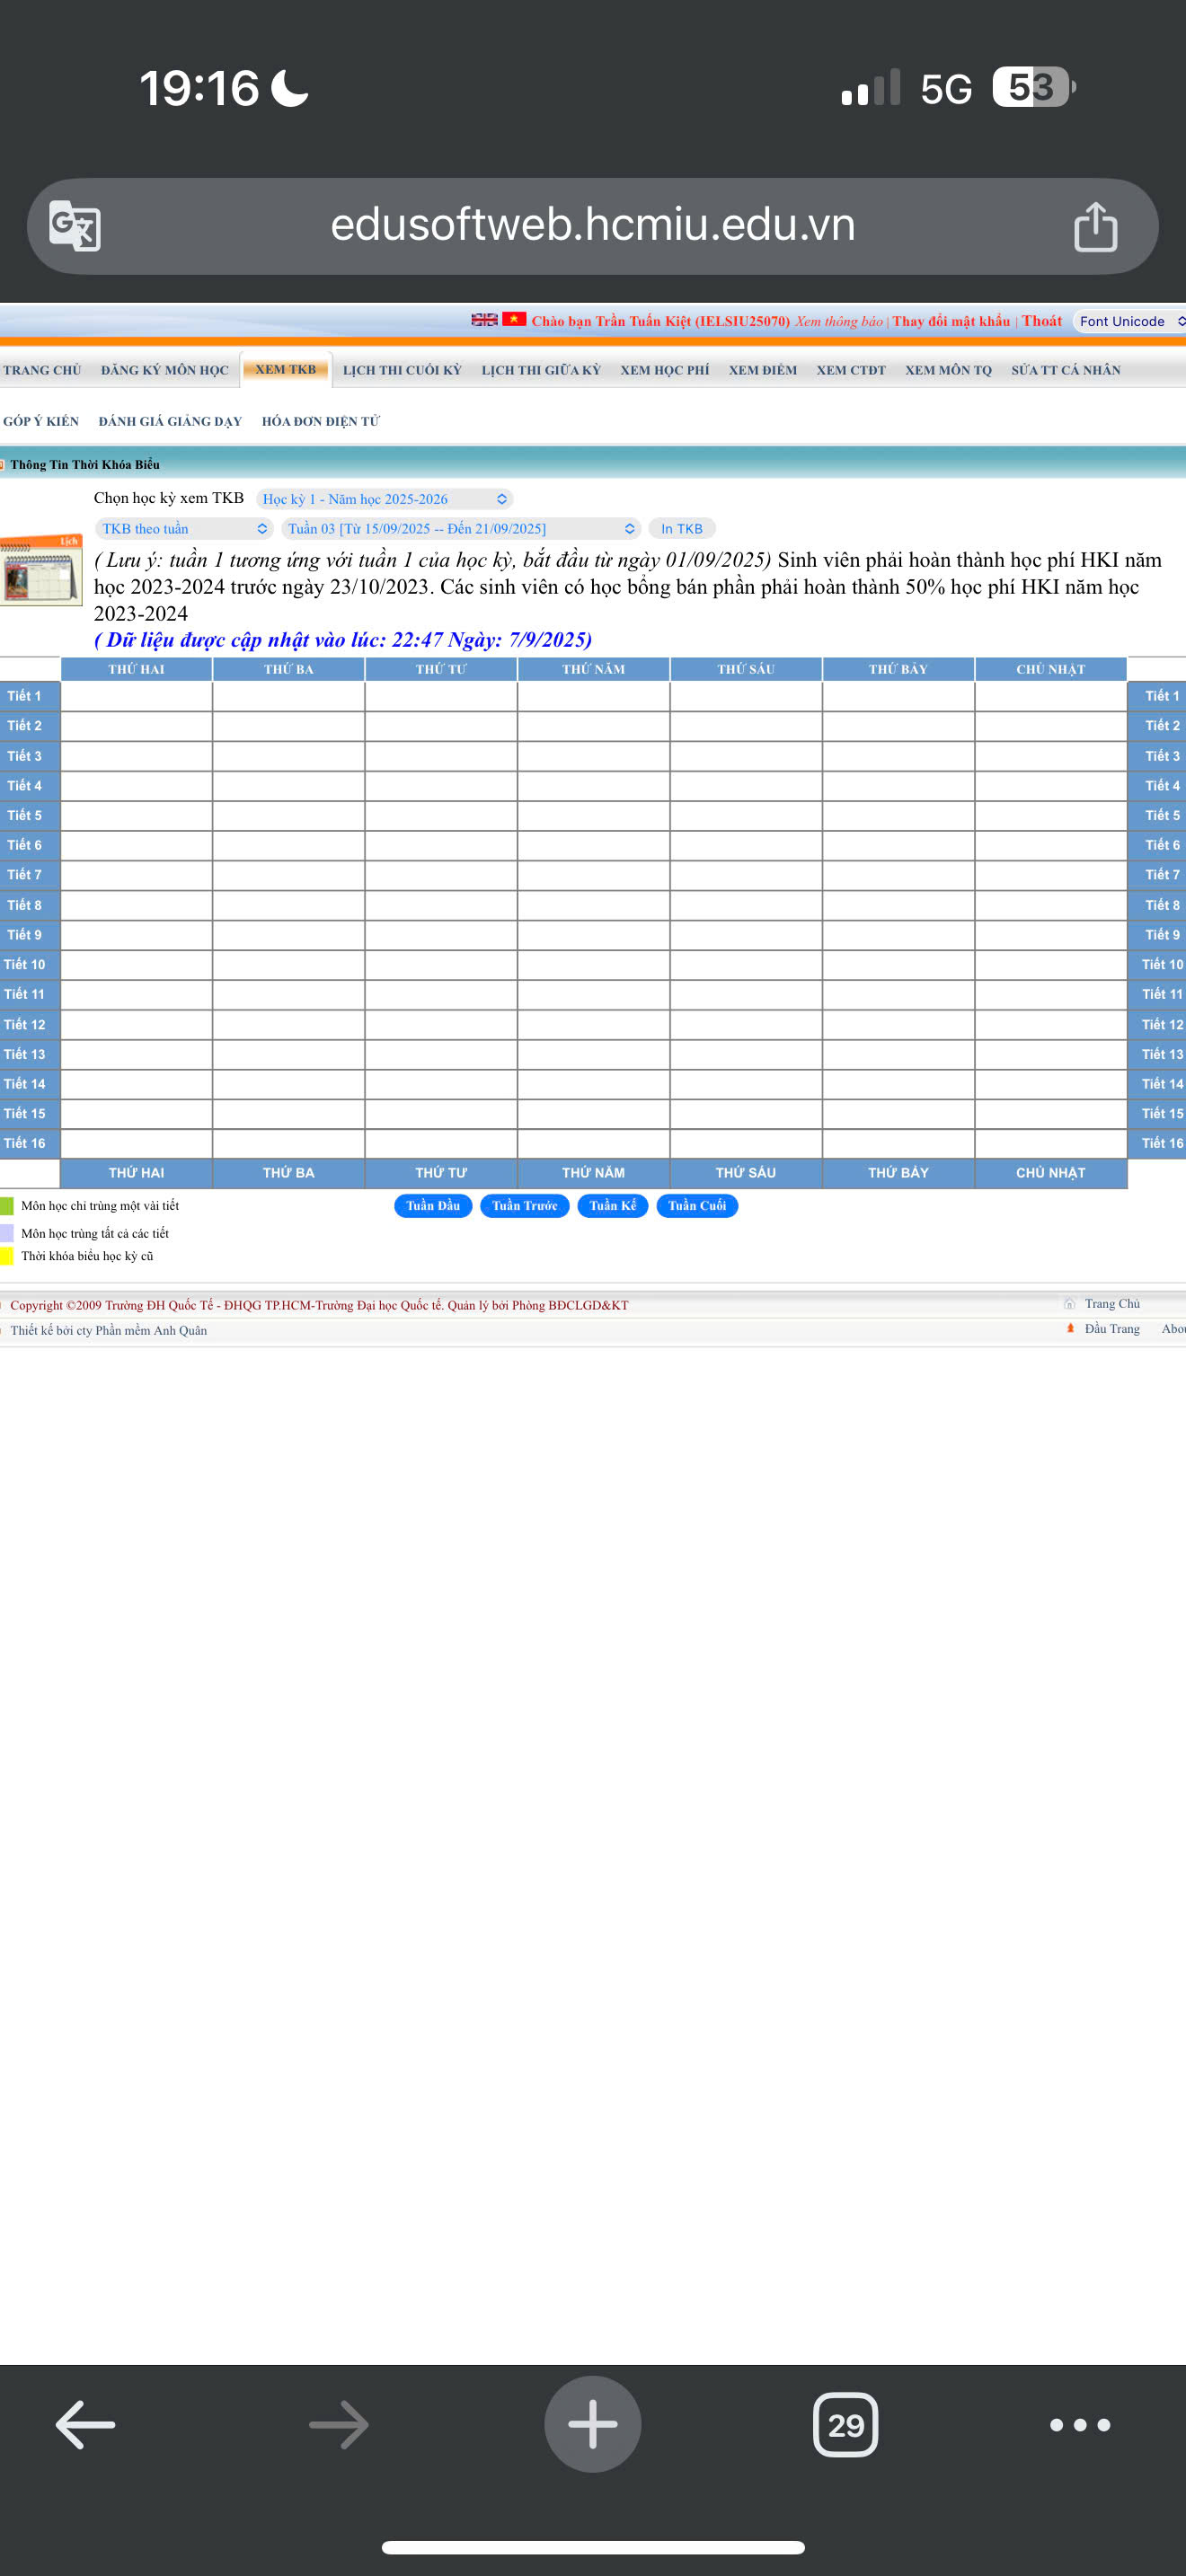 19:16
5G 53
edusoftweb.hcmiu.edu.vn
Chào bạn Trần Tuấn Kiệt (IELSIU25070) Xem thông báo | Thay đổi mật khẩu | Thoát Font Unicode
TRANG CHỦ ĐĂNG KÝ MÔN HỌC XEM TKB LỊCH THI CUỐI KỲ LỊCH THI GIỮA KỲ XEM HỌC PHÍ XEM ĐIỂM XEM CTĐT XEM MÔN TQ SỬA TT CÁ NHÂN
GÓP Ý KIẾN ĐÁNH GIÁ GIẢNG DẠY HÓA ĐƠN ĐIỆN TỬ
Thông Tin Thời Khóa Biểu
Chọn học kỳ xem TKB Học kỳ 1 - Năm học 2025-2026
TKB theo tuần Tuần 03 [Từ 15/09/2025 -- Đến 21/09/2025] In TKB
Lịch
( Lưu ý: tuần 1 tương ứng với tuần 1 của học kỳ, bắt đầu từ ngày 01/09/2025) Sinh viên phải hoàn thành học phí HKI năm
học 2023-2024 trước ngày 23/10/2023. Các sinh viên có học bổng bán phần phải hoàn thành 50% học phí HKI năm học
2023-2024
( Dữ liệu được cập nhật vào lúc: 22:47 Ngày: 7/9/2025)
THỨ HAI THỨ BA THỨ TƯ THỨ NĂM THỨ SÁU THỨ BẢY CHỦ NHẬT
Tiết 1 Tiết 1
Tiết 2 Tiết 2
Tiết 3 Tiết 3
Tiết 4 Tiết 4
Tiết 5 Tiết 5
Tiết 6 Tiết 6
Tiết 7 Tiết 7
Tiết 8 Tiết 8
Tiết 9 Tiết 9
Tiết 10 Tiết 10
Tiết 11 Tiết 11
Tiết 12 Tiết 12
Tiết 13 Tiết 13
Tiết 14 Tiết 14
Tiết 15 Tiết 15
Tiết 16 Tiết 16
THỨ HAI THỨ BA THỨ TƯ THỨ NĂM THỨ SÁU THỨ BẢY CHỦ NHẬT
Môn học chỉ trùng một vài tiết Tuần Đầu Tuần Trước Tuần Kế Tuần Cuối
Môn học trùng tất cả các tiết
Thời khóa biểu học kỳ cũ
Copyright ©2009 Trường ĐH Quốc Tế - ĐHQG TP.HCM-Trường Đại học Quốc tế. Quản lý bởi Phòng BĐCLGD&KT Trang Chủ
Thiết kế bởi cty Phần mềm Anh Quân Đầu Trang Abou
29